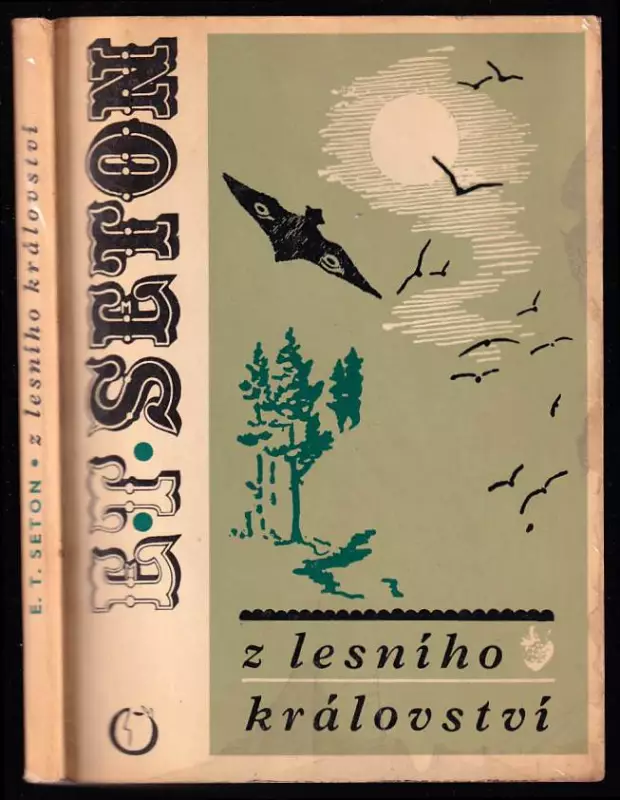 E. T. SETON • z lesního království
E.T. SETON
z lesního
království